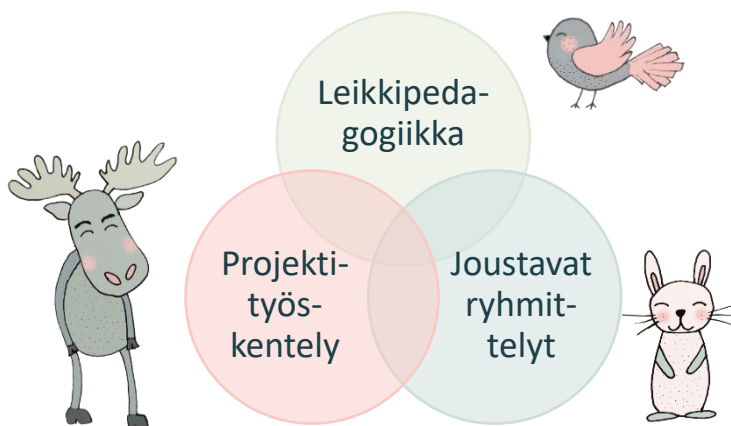 Leikkipeda-
gogiikka
Projekti-
työs-
kentely
Joustavat
ryhmit-
telyt